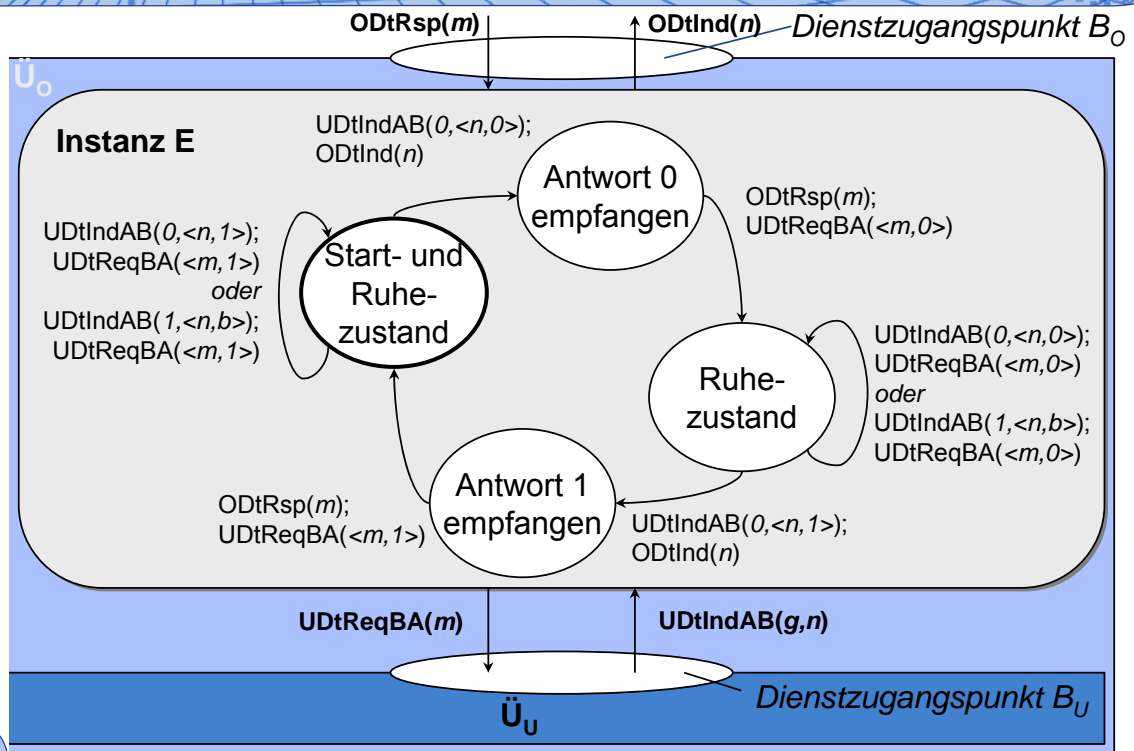 ODtRsp(m)
ODtInd(n)
Dienstzugangspunkt BO
ÜO
Instanz E
UDtIndAB(0,<n,0>);
ODtInd(n)
Antwort 0
empfangen
ODtRsp(m);
UDtReqBA(<m,0>)
UDtIndAB(0,<n,1>);
UDtReqBA(<m,1>)
oder
UDtIndAB(1,<n,b>);
UDtReqBA(<m,1>)
Start- und
Ruhe-
zustand
Ruhe-
zustand
UDtIndAB(0,<n,0>);
UDtReqBA(<m,0>)
oder
UDtIndAB(1,<n,b>);
UDtReqBA(<m,0>)
Antwort 1
empfangen
ODtRsp(m);
UDtReqBA(<m,1>)
UDtIndAB(0,<n,1>);
ODtInd(n)
UDtReqBA(m)
UDtIndAB(g,n)
Dienstzugangspunkt BU
ÜU